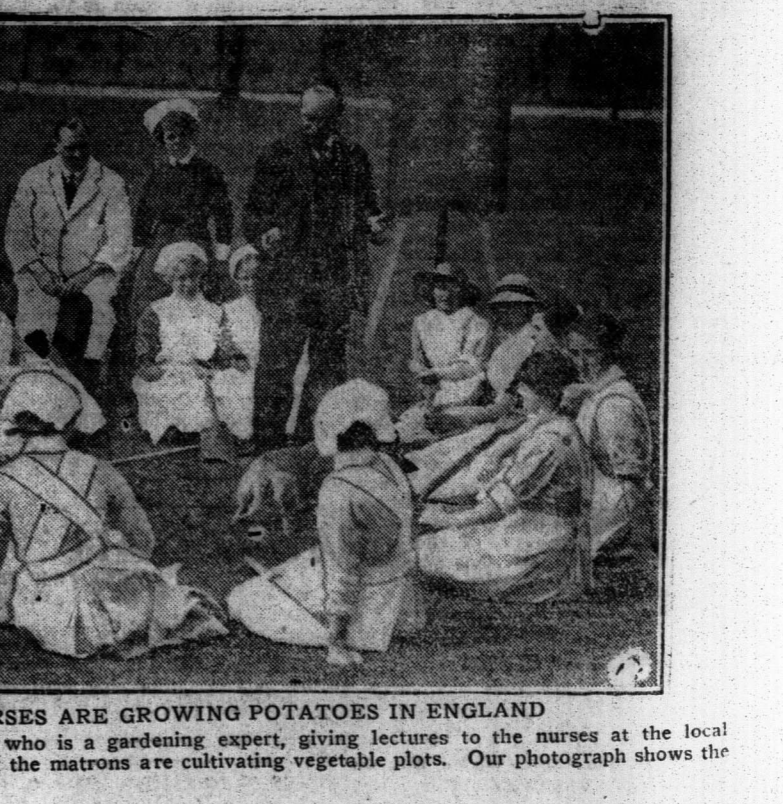 RSES ARE GROWING POTATOES IN ENGLAND
who is a gardening expert, giving lectures to the nurses at the local
the matrons are cultivating vegetable plots. Our photograph shows the